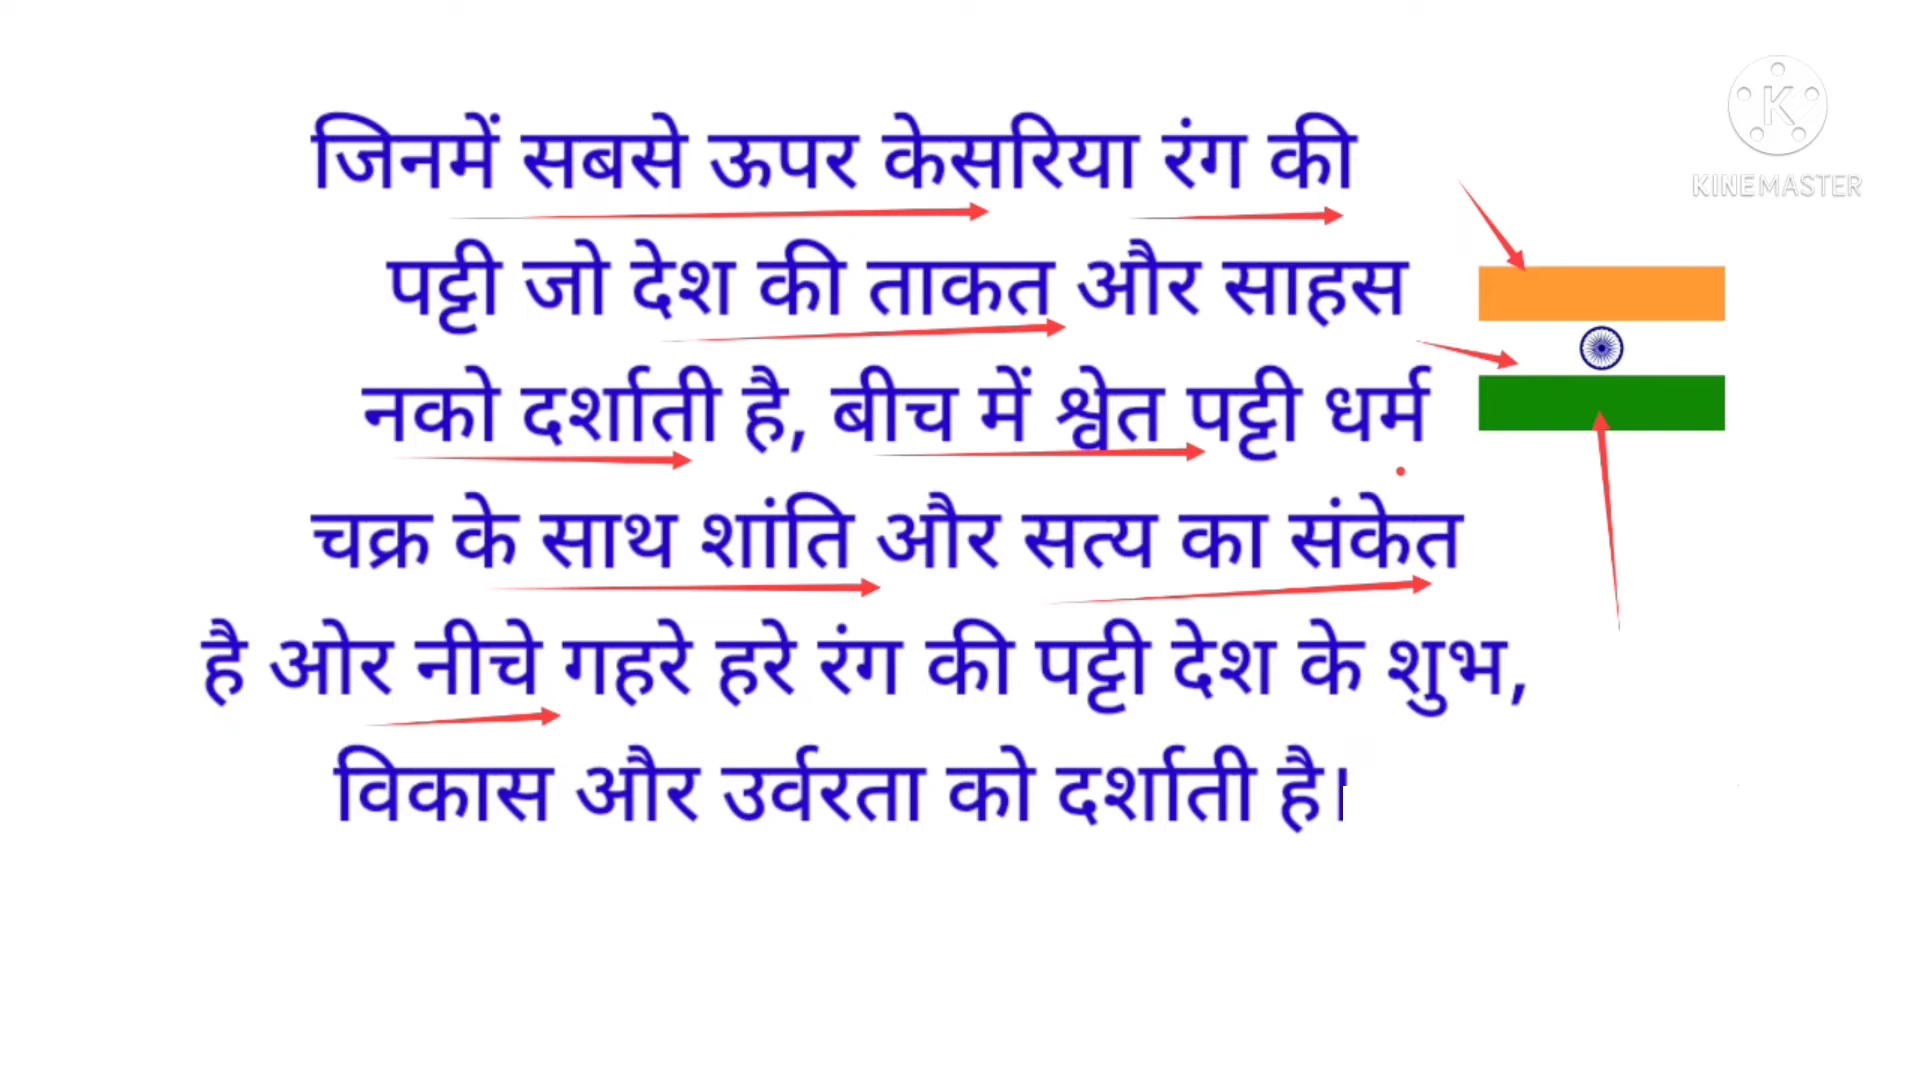 जिनमें सबसे ऊपर केसरिया रंग की
पट्टी जो देश की ताकत और साहस
नको दर्शाती है, बीच में श्वेत पट्टी धर्म
चक्र के साथ शांति और सत्य का संकेत
है ओर नीचे गहरे हरे रंग की पट्टी देश के शुभ,
विकास और उर्वरता को दर्शाती है।
K
KINEMASTER